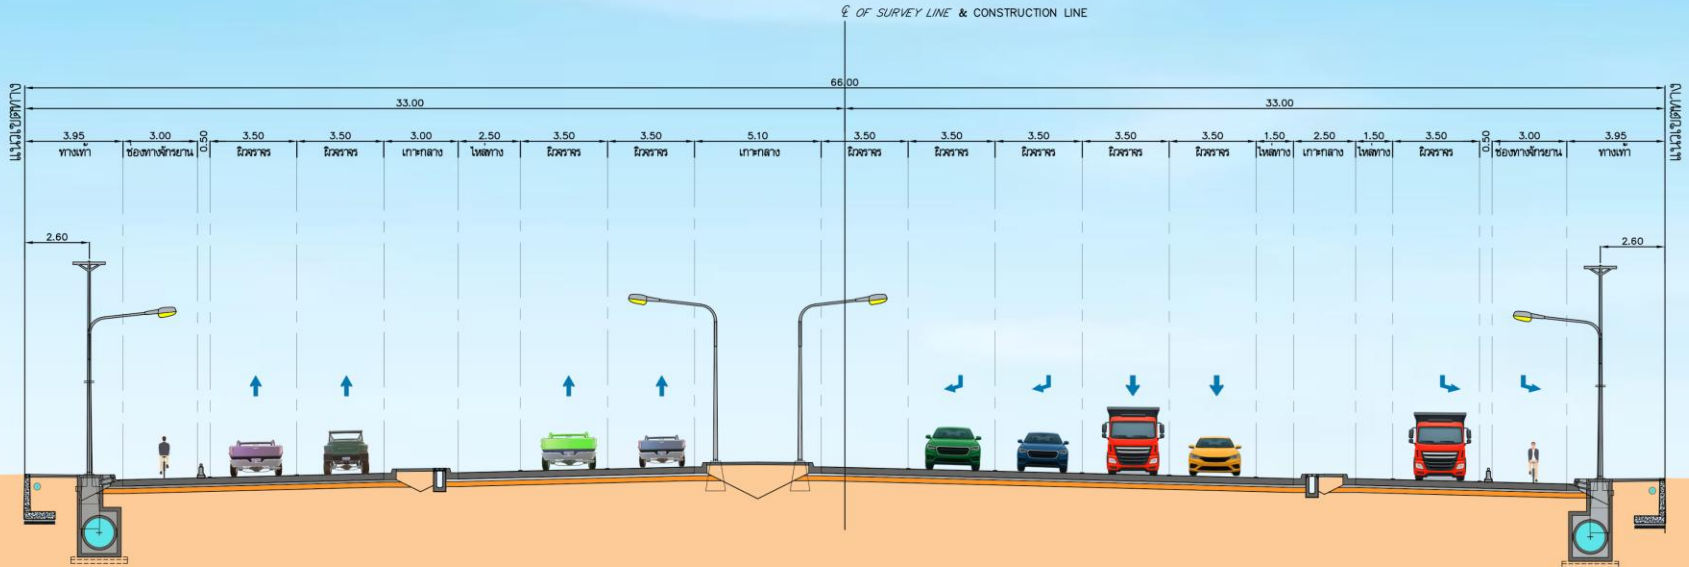 ℄ OF SURVEY LINE & CONSTRUCTION LINE
66.00
33.00 33.00
3.95 3.00 0.50 3.50 3.50 3.00 2.50 3.50 3.50 5.10 3.50 3.50 3.50 3.50 3.50 1.50 2.50 1.50 3.50 0.50 3.00 3.95
ทางเท้า ช่องทางจักรยาน ผิวจราจร ผิวจราจร เกาะกลาง ไหล่ทาง ผิวจราจร ผิวจราจร เกาะกลาง ผิวจราจร ผิวจราจร ผิวจราจร ผิวจราจร ผิวจราจร ไหล่ทาง เกาะกลาง ไหล่ทาง ผิวจราจร ช่องทางจักรยาน ทางเท้า
แนวเขตทาง
แนวเขตทาง
2.60 2.60